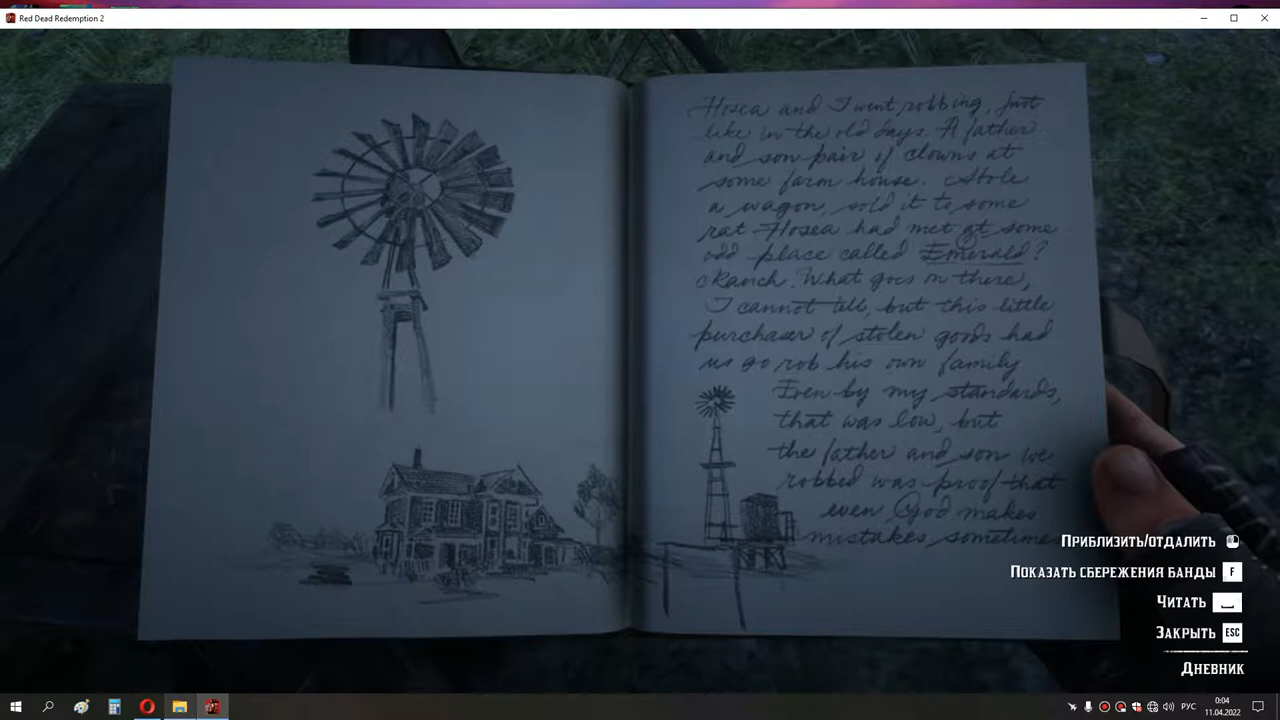 Red Dead Redemption 2
Hosea and I went robbing, just
like in the old days. A father
and son pair of clowns at
some farm house. Stole
a wagon, sold it to some
rat Hosea had met at some
odd place called Emerald?
Ranch. What goes on there,
I cannot tell, but this little
purchaser of stolen goods had
us go rob his own family
Even by my standards,
that was low, but
the father and son we
robbed was proof that
even God makes
mistakes sometimes
Приблизить/отдалить
Показать сбережения банды F
Читать
Закрыть ESC
Дневник
РУС
0:04
11.04.2022